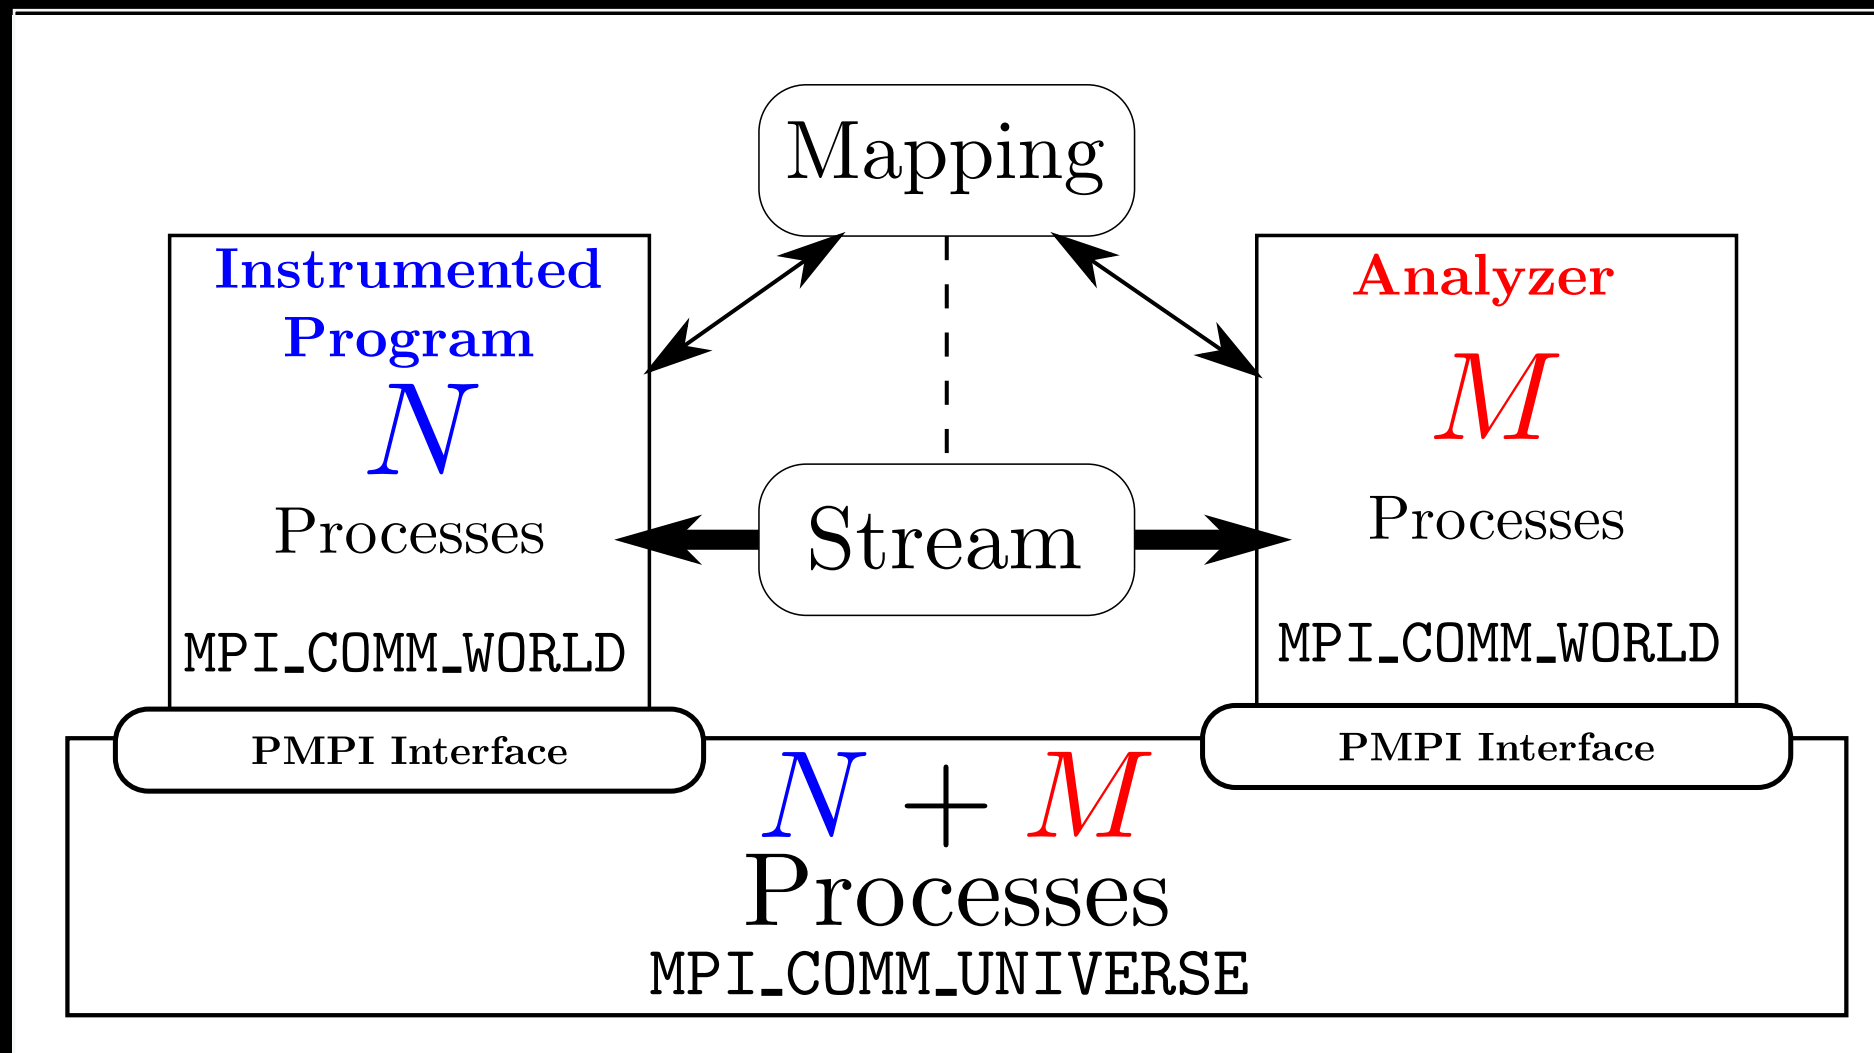 Mapping
Instrumented
Program
N
Processes
MPI_COMM_WORLD
PMPI Interface
Stream
Analyzer
M
Processes
MPI_COMM_WORLD
PMPI Interface
N + M
Processes
MPI_COMM_UNIVERSE